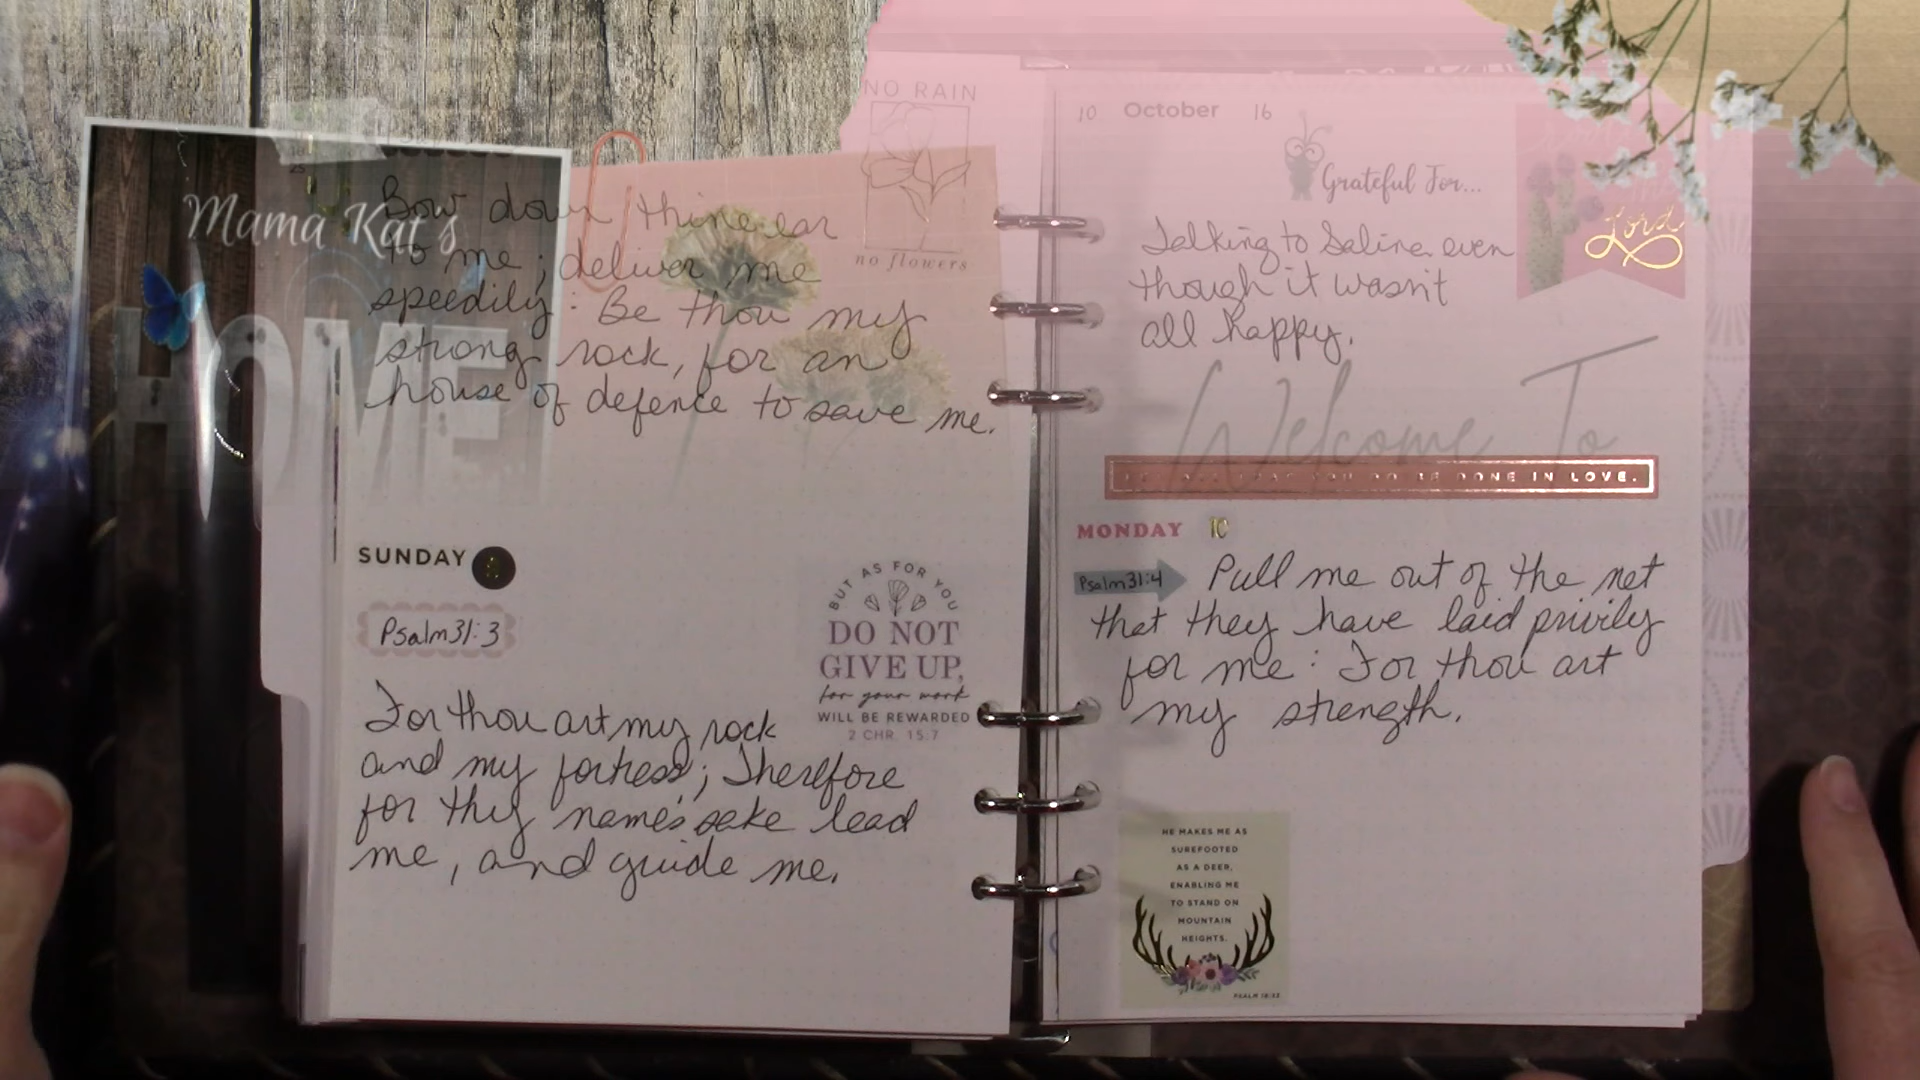 Mama Kat's
HOME
Bow down thine ear
to me; deliver me
speedily: Be thou my
strong rock, for an
house of defence to save me.
NO RAIN
no flowers
SUNDAY
Psalm 31:3
For thou art my rock
and my fortress; Therefore
for thy name's sake lead
me, and guide me.
BUT AS FOR YOU
DO NOT
GIVE UP,
for your work
WILL BE REWARDED
2 CHR. 15:7
10 October 16
Grateful For...
Lord
Talking to Saline even
though it wasn't
all happy.
Welcome To
DONE IN LOVE.
MONDAY 10
Psalm 31:4
Pull me out of the net
that they have laid privily
for me: For thou art
my strength.
HE MAKES ME AS
SUREFOOTED
AS A DEER,
ENABLING ME
TO STAND ON
MOUNTAIN
HEIGHTS.
PSALM 18:33